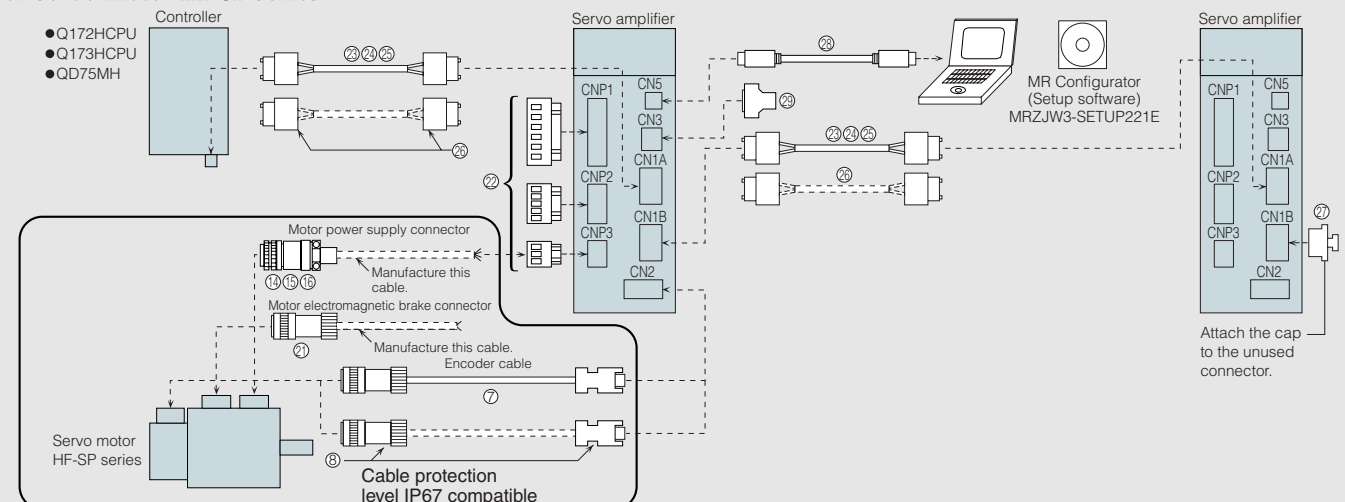 Controller
●Q172HCPU
●Q173HCPU
●QD75MH
㉓㉔㉕
㉖
㉒
Servo amplifier
CNP1
CN5
CN3
CN1A
CNP2
CN1B
CNP3
CN2
㉘
㉙
MR Configurator
(Setup software)
MRZJW3-SETUP221E
㉓㉔㉕
㉖
Servo amplifier
CNP1
CN5
CN3
CN1A
CNP2
CN1B
CNP3
CN2
㉗
Attach the cap
to the unused
connector.
Motor power supply connector
⑭⑮⑯
Manufacture this
cable.
Motor electromagnetic brake connector
㉑
Manufacture this cable.
Encoder cable
⑦
⑧
Cable protection
level IP67 compatible
Servo motor
HF-SP series